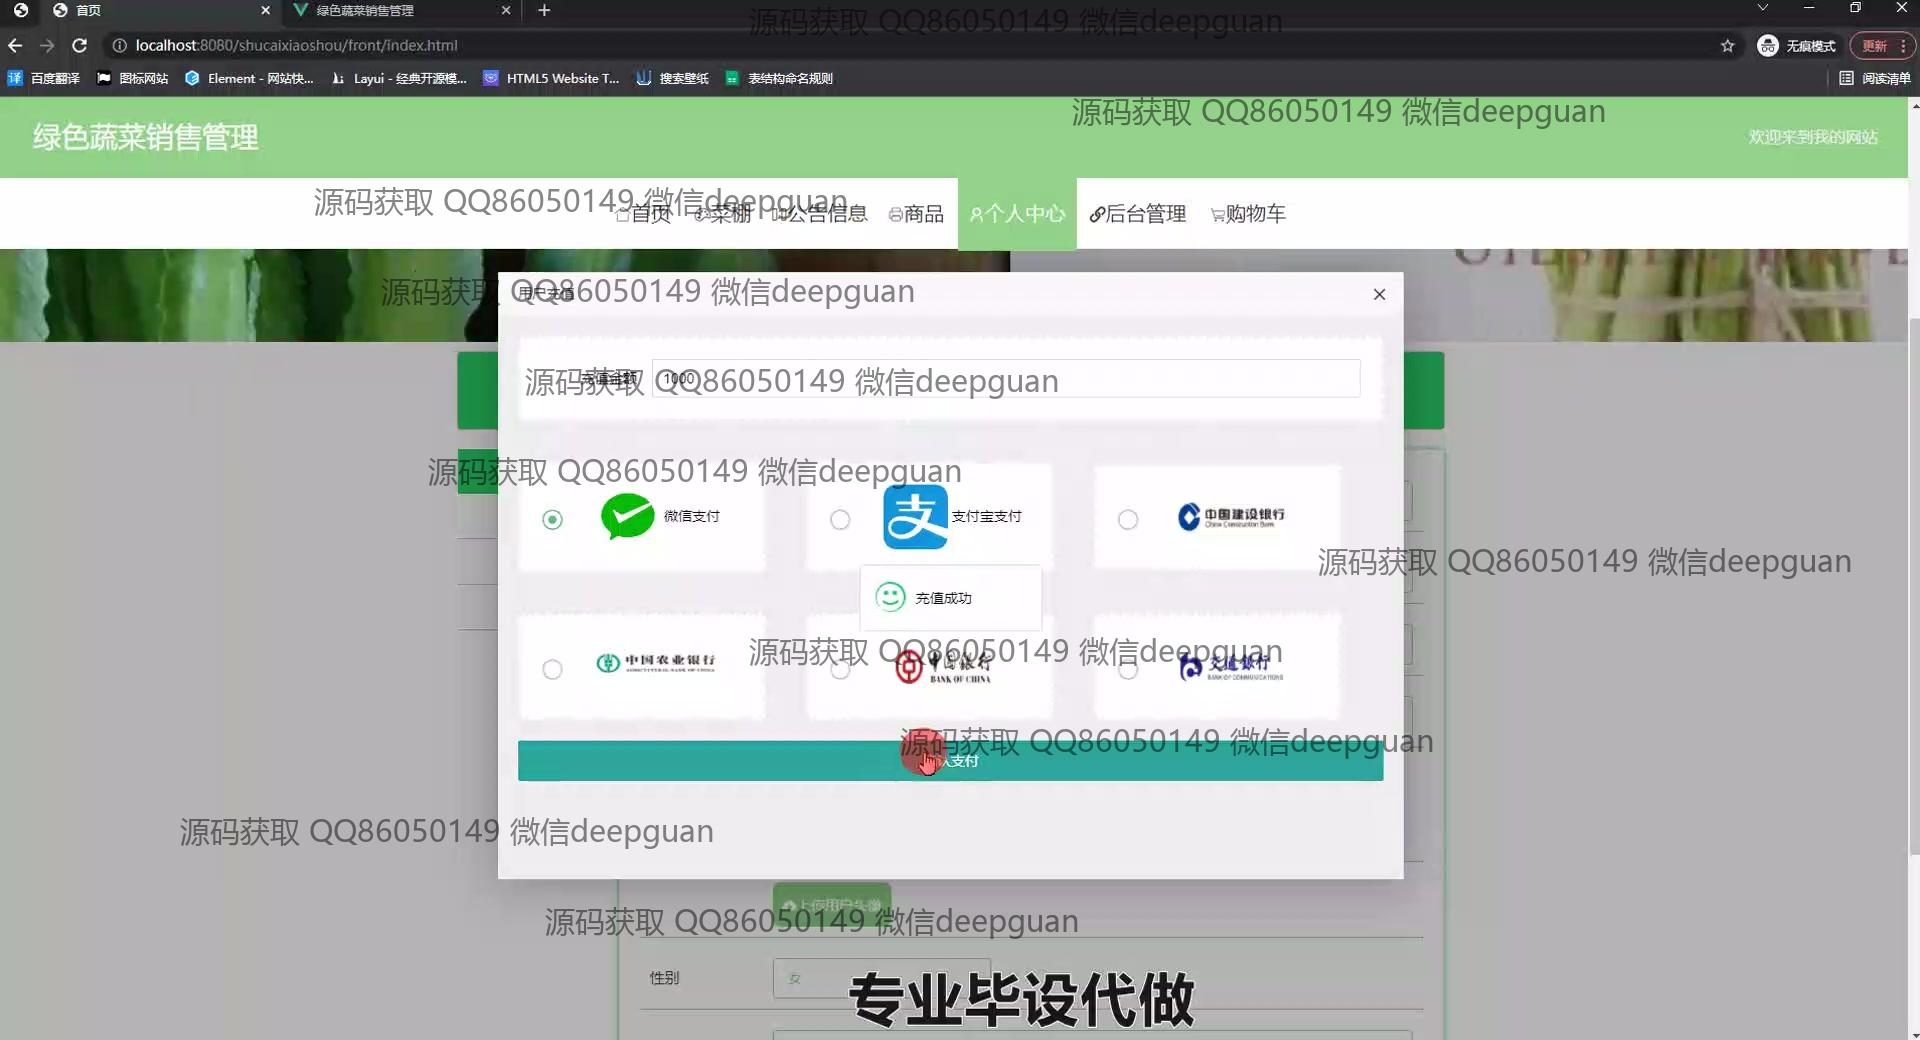 首页
绿色蔬菜销售管理
源码获取 QQ86050149 微信deepguan
localhost:8080/shucaixiaoshou/front/index.html
无痕模式
更新
百度翻译
图标网站
Element - 网站快...
Layui - 经典开源模...
HTML5 Website T...
搜索壁纸
表结构命名规则
阅读清单
源码获取 QQ86050149 微信deepguan
绿色蔬菜销售管理
欢迎来到我的网站
源码获取 QQ86050149 微信deepguan
首页
菜棚
公告信息
商品
个人中心
后台管理
购物车
源码获取 QQ86050149 微信deepguan
用户充值
充值金额
1000
源码获取 QQ86050149 微信deepguan
源码获取 QQ86050149 微信deepguan
微信支付
支
支付宝支付
中国建设银行
China Construction Bank
源码获取 QQ86050149 微信deepguan
充值成功
源码获取 QQ86050149 微信deepguan
中国农业银行
AGRICULTURAL BANK OF CHINA
中国银行
BANK OF CHINA
交通银行
BANK OF COMMUNICATIONS
源码获取 QQ86050149 微信deepguan
确认支付
源码获取 QQ86050149 微信deepguan
上传用户头像
源码获取 QQ86050149 微信deepguan
性别
女
专业毕设代做